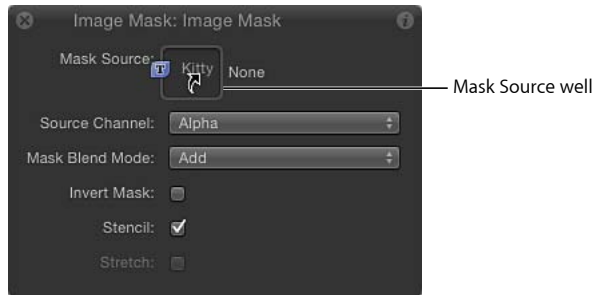 Image Mask: Image Mask
Mask Source: T Kitty None
Mask Source well
Source Channel: Alpha
Mask Blend Mode: Add
Invert Mask:
Stencil:
Stretch: